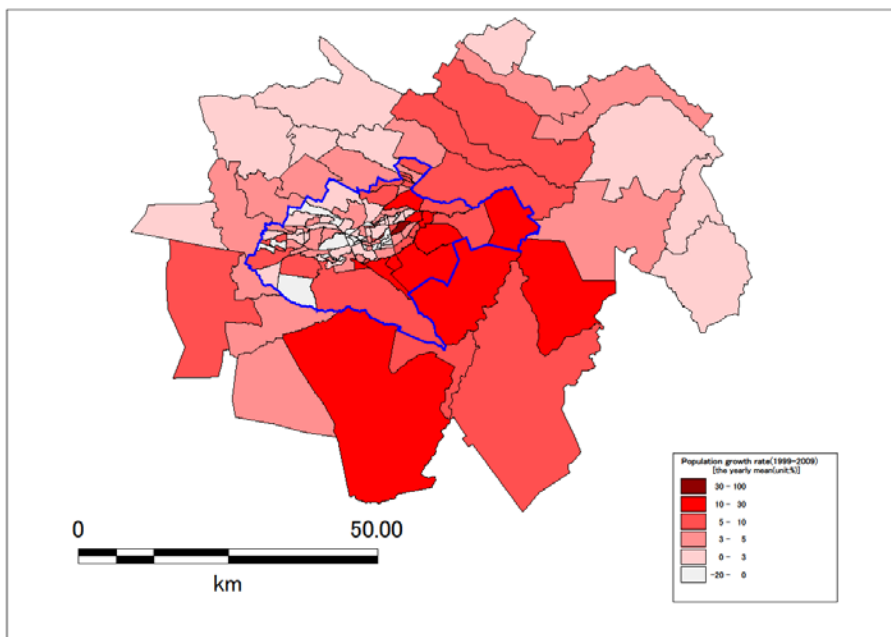 Population growth rate(1999-2009)
[the yearly mean(unit;%)]
30 - 100
10 - 30
5 - 10
3 - 5
0 - 3
-20 - 0
0 50.00
km